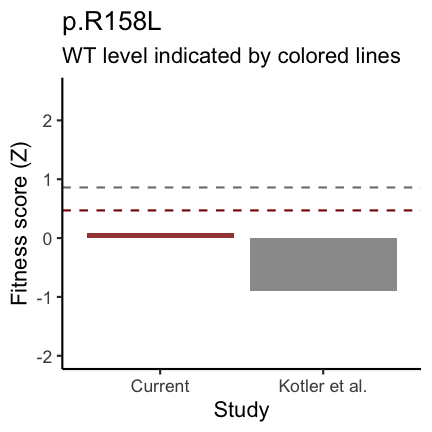 p.R158L
WT level indicated by colored lines
Fitness score (Z)
2
1
0
-1
-2
Current
Kotler et al.
Study